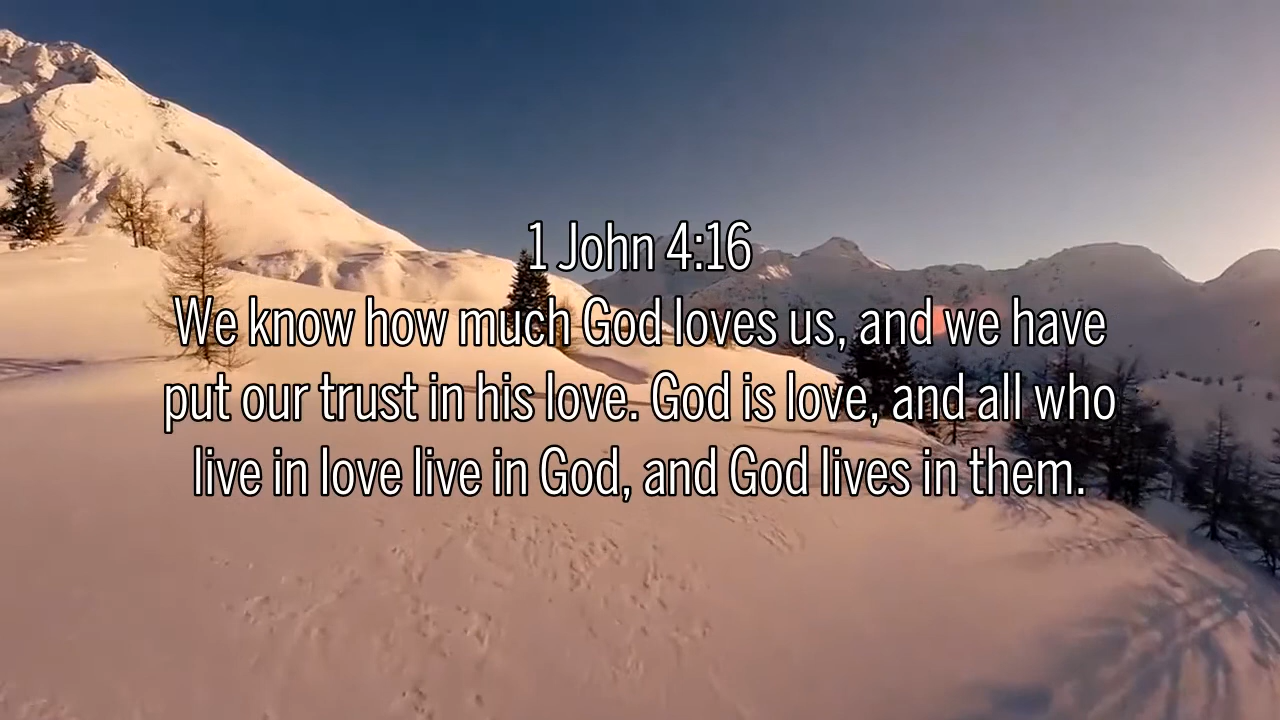 1 John 4:16
We know how much God loves us, and we have
put our trust in his love. God is love, and all who
live in love live in God, and God lives in them.